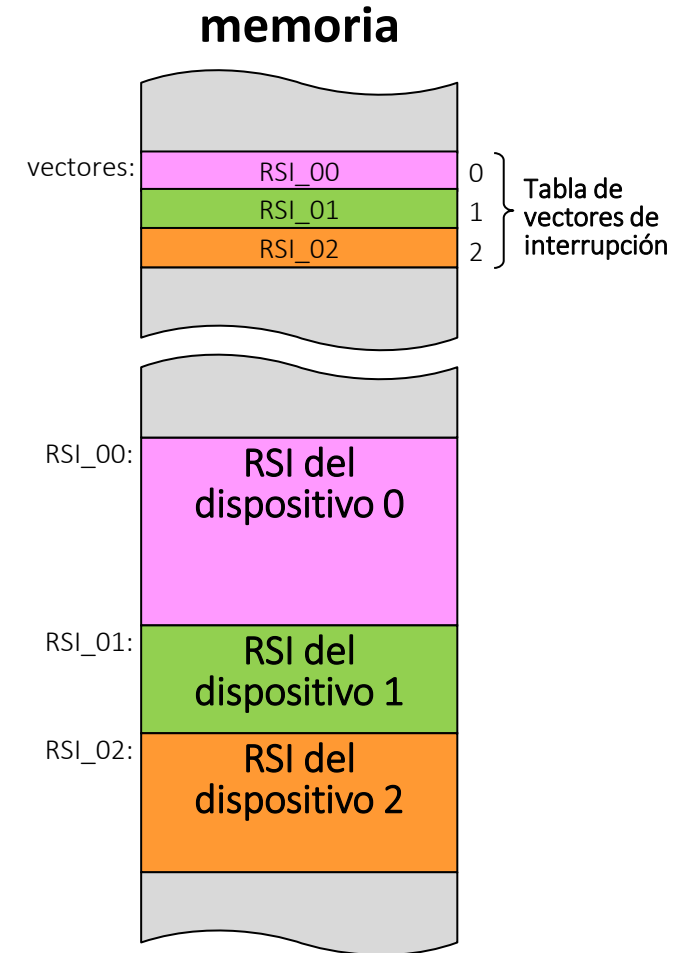 memoria
vectores:
RSI_00
0
RSI_01
1
RSI_02
2
Tabla de
vectores de
interrupción
RSI_00:
RSI del
dispositivo 0
RSI_01:
RSI del
dispositivo 1
RSI_02:
RSI del
dispositivo 2